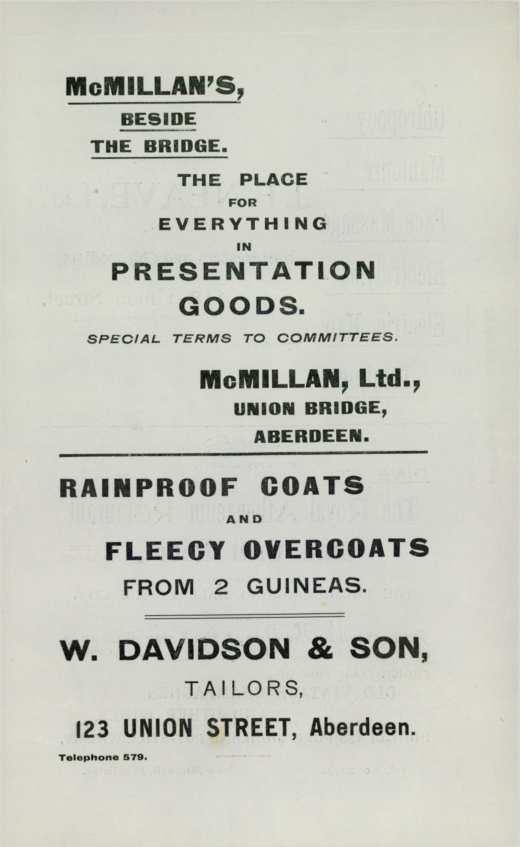 McMILLAN'S,
BESIDE
THE BRIDGE.
THE PLACE
FOR
EVERYTHING
IN
PRESENTATION
GOODS.
SPECIAL TERMS TO COMMITTEES.
McMILLAN, Ltd.,
UNION BRIDGE,
ABERDEEN.
RAINPROOF COATS
AND
FLEECY OVERCOATS
FROM 2 GUINEAS.
W. DAVIDSON & SON,
TAILORS,
123 UNION STREET, Aberdeen.
Telephone 579.